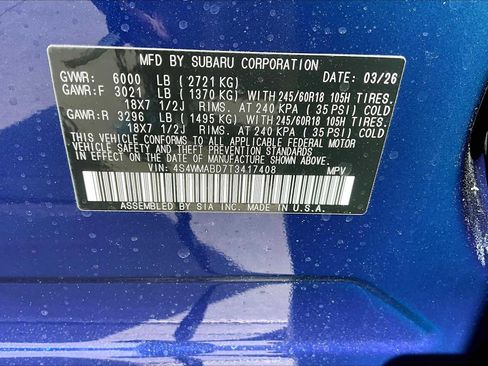 MFD BY SUBARU CORPORATION DATE: 03/26
GVWR: 6000 LB ( 2721 KG)
GAWR:F 3021 LB ( 1370 KG) WITH 245/60R18 105H TIRES.
18X7 1/2J RIMS. AT 240 KPA ( 35 PSI) COLD
GAWR:R 3296 LB ( 1495 KG) WITH 245/60R18 105H TIRES.
18X7 1/2J RIMS. AT 240 KPA ( 35 PSI) COLD
THIS VEHICLE CONFORMS TO ALL APPLICABLE FEDERAL MOTOR
VEHICLE SAFETY AND THEFT PREVENTION STANDARDS
IN EFFECT ON THE DATE OF MANUFACTURE SHOWN ABOVE.
VIN: 4S4WMABD7T3417408 MPV
ASSEMBLED BY SIA INC. MADE IN U.S.A.